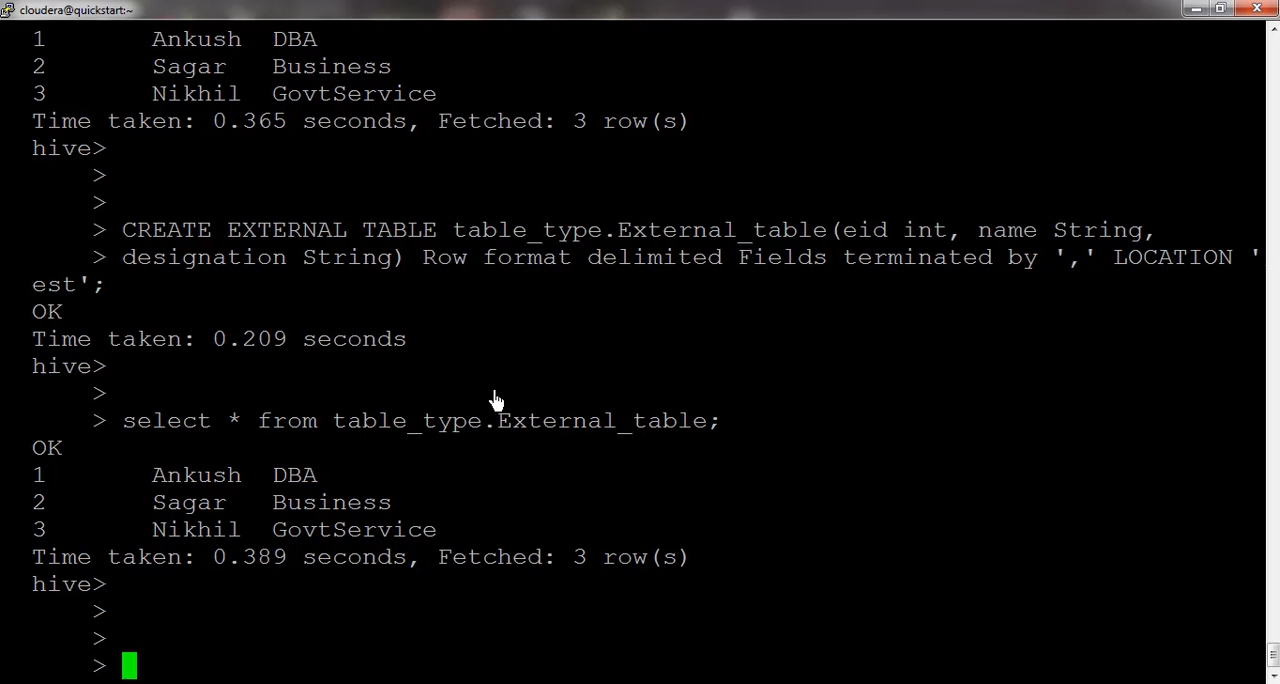 cloudera@quickstart:~
1 Ankush DBA
2 Sagar Business
3 Nikhil GovtService
Time taken: 0.365 seconds, Fetched: 3 row(s)
hive>
>
>
> CREATE EXTERNAL TABLE table_type.External_table(eid int, name String,
> designation String) Row format delimited Fields terminated by ',' LOCATION '
est';
OK
Time taken: 0.209 seconds
hive>
>
> select * from table_type.External_table;
OK
1 Ankush DBA
2 Sagar Business
3 Nikhil GovtService
Time taken: 0.389 seconds, Fetched: 3 row(s)
hive>
>
>
>